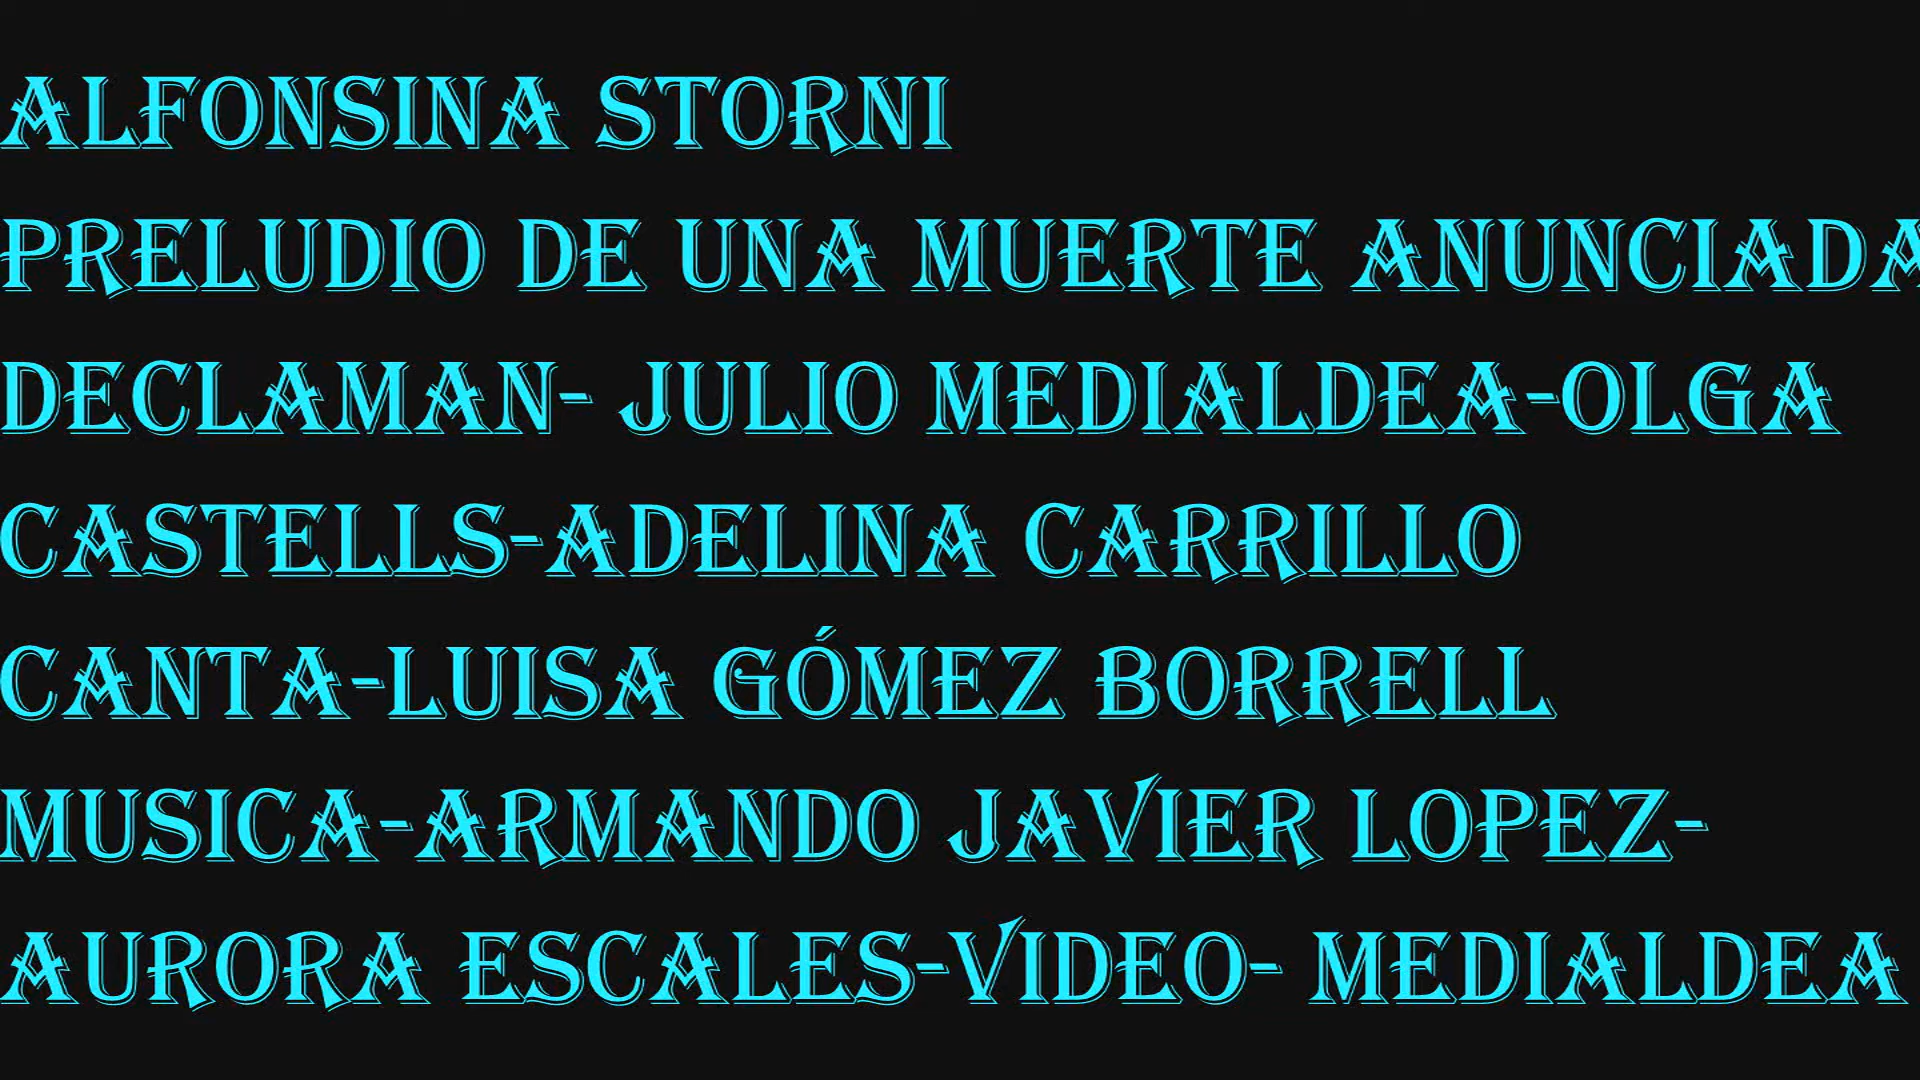 ALFONSINA STORNI
PRELUDIO DE UNA MUERTE ANUNCIADA
DECLAMAN- JULIO MEDIALDEA-OLGA
CASTELLS-ADELINA CARRILLO
CANTA-LUISA GÓMEZ BORRELL
MUSICA-ARMANDO JAVIER LOPEZ-
AURORA ESCALES-VIDEO- MEDIALDEA